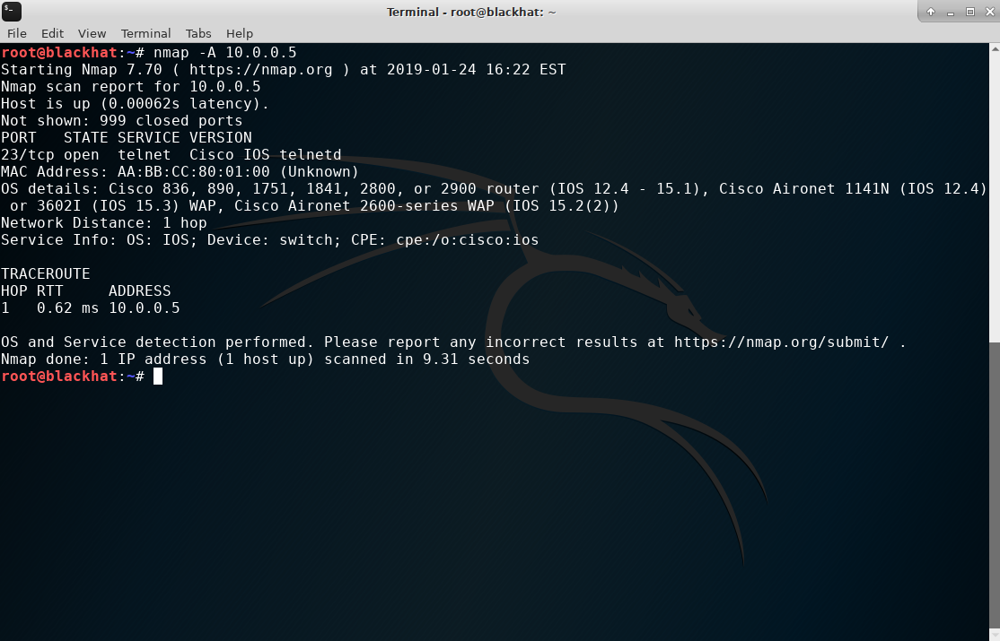 Terminal - root@blackhat: ~
File Edit View Terminal Tabs Help
root@blackhat:~# nmap -A 10.0.0.5
Starting Nmap 7.70 ( https://nmap.org ) at 2019-01-24 16:22 EST
Nmap scan report for 10.0.0.5
Host is up (0.00062s latency).
Not shown: 999 closed ports
PORT   STATE SERVICE VERSION
23/tcp open  telnet  Cisco IOS telnetd
MAC Address: AA:BB:CC:80:01:00 (Unknown)
OS details: Cisco 836, 890, 1751, 1841, 2800, or 2900 router (IOS 12.4 - 15.1), Cisco Aironet 1141N (IOS 12.4)
 or 3602I (IOS 15.3) WAP, Cisco Aironet 2600-series WAP (IOS 15.2(2))
Network Distance: 1 hop
Service Info: OS: IOS; Device: switch; CPE: cpe:/o:cisco:ios
TRACEROUTE
HOP RTT     ADDRESS
1   0.62 ms 10.0.0.5
OS and Service detection performed. Please report any incorrect results at https://nmap.org/submit/ .
Nmap done: 1 IP address (1 host up) scanned in 9.31 seconds
root@blackhat:~#